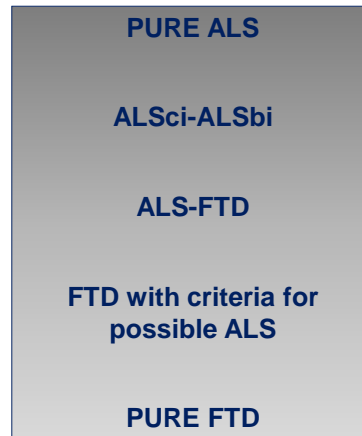 PURE ALS
ALSci-ALSbi
ALS-FTD
FTD with criteria for
possible ALS
PURE FTD